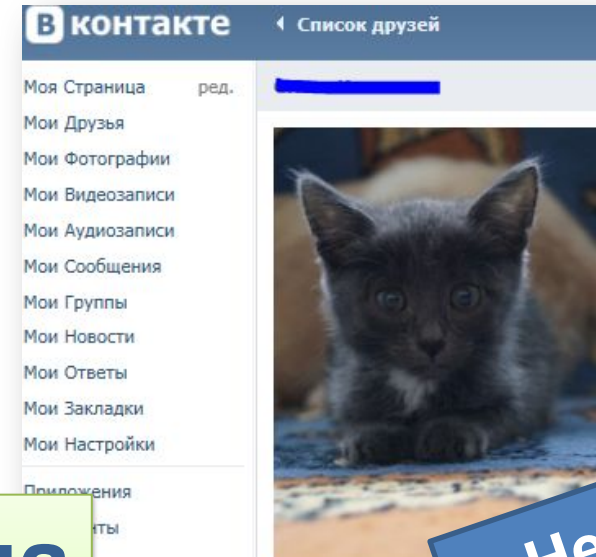 В контакте
Список друзей
Моя Страница ред.
Мои Друзья
Мои Фотографии
Мои Видеозаписи
Мои Аудиозаписи
Мои Сообщения
Мои Группы
Мои Новости
Мои Ответы
Мои Закладки
Мои Настройки
Приложения